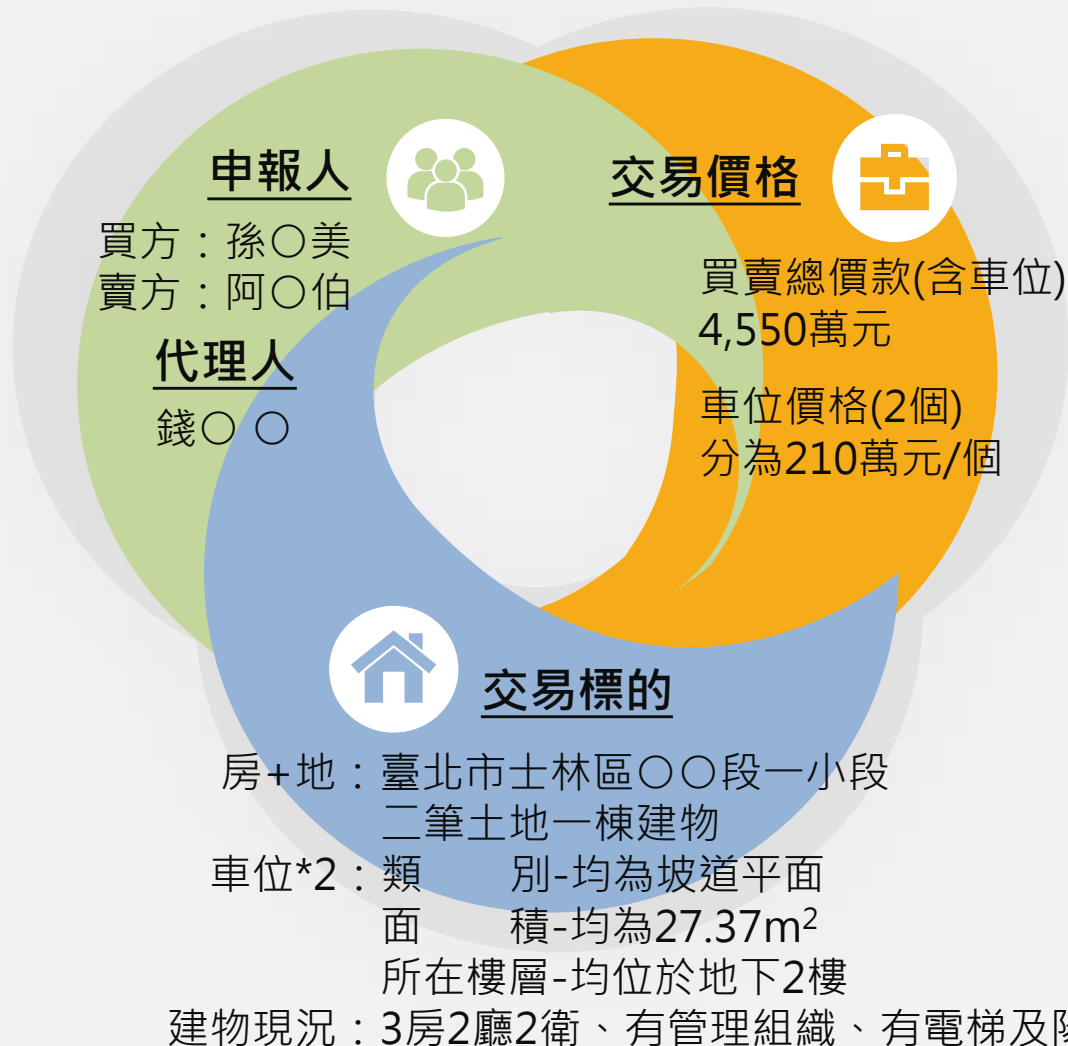 申報人
買方：孫○美
賣方：阿○伯
代理人
錢○ ○
交易價格
買賣總價款(含車位)
4,550萬元
車位價格(2個)
分為210萬元/個
交易標的
房+地：臺北市士林區○○段一小段
二筆土地一棟建物
車位*2：類　　別-均為坡道平面
面　　積-均為27.37m²
所在樓層-均位於地下2樓
建物現況：3房2廳2衛、有管理組織、有電梯及